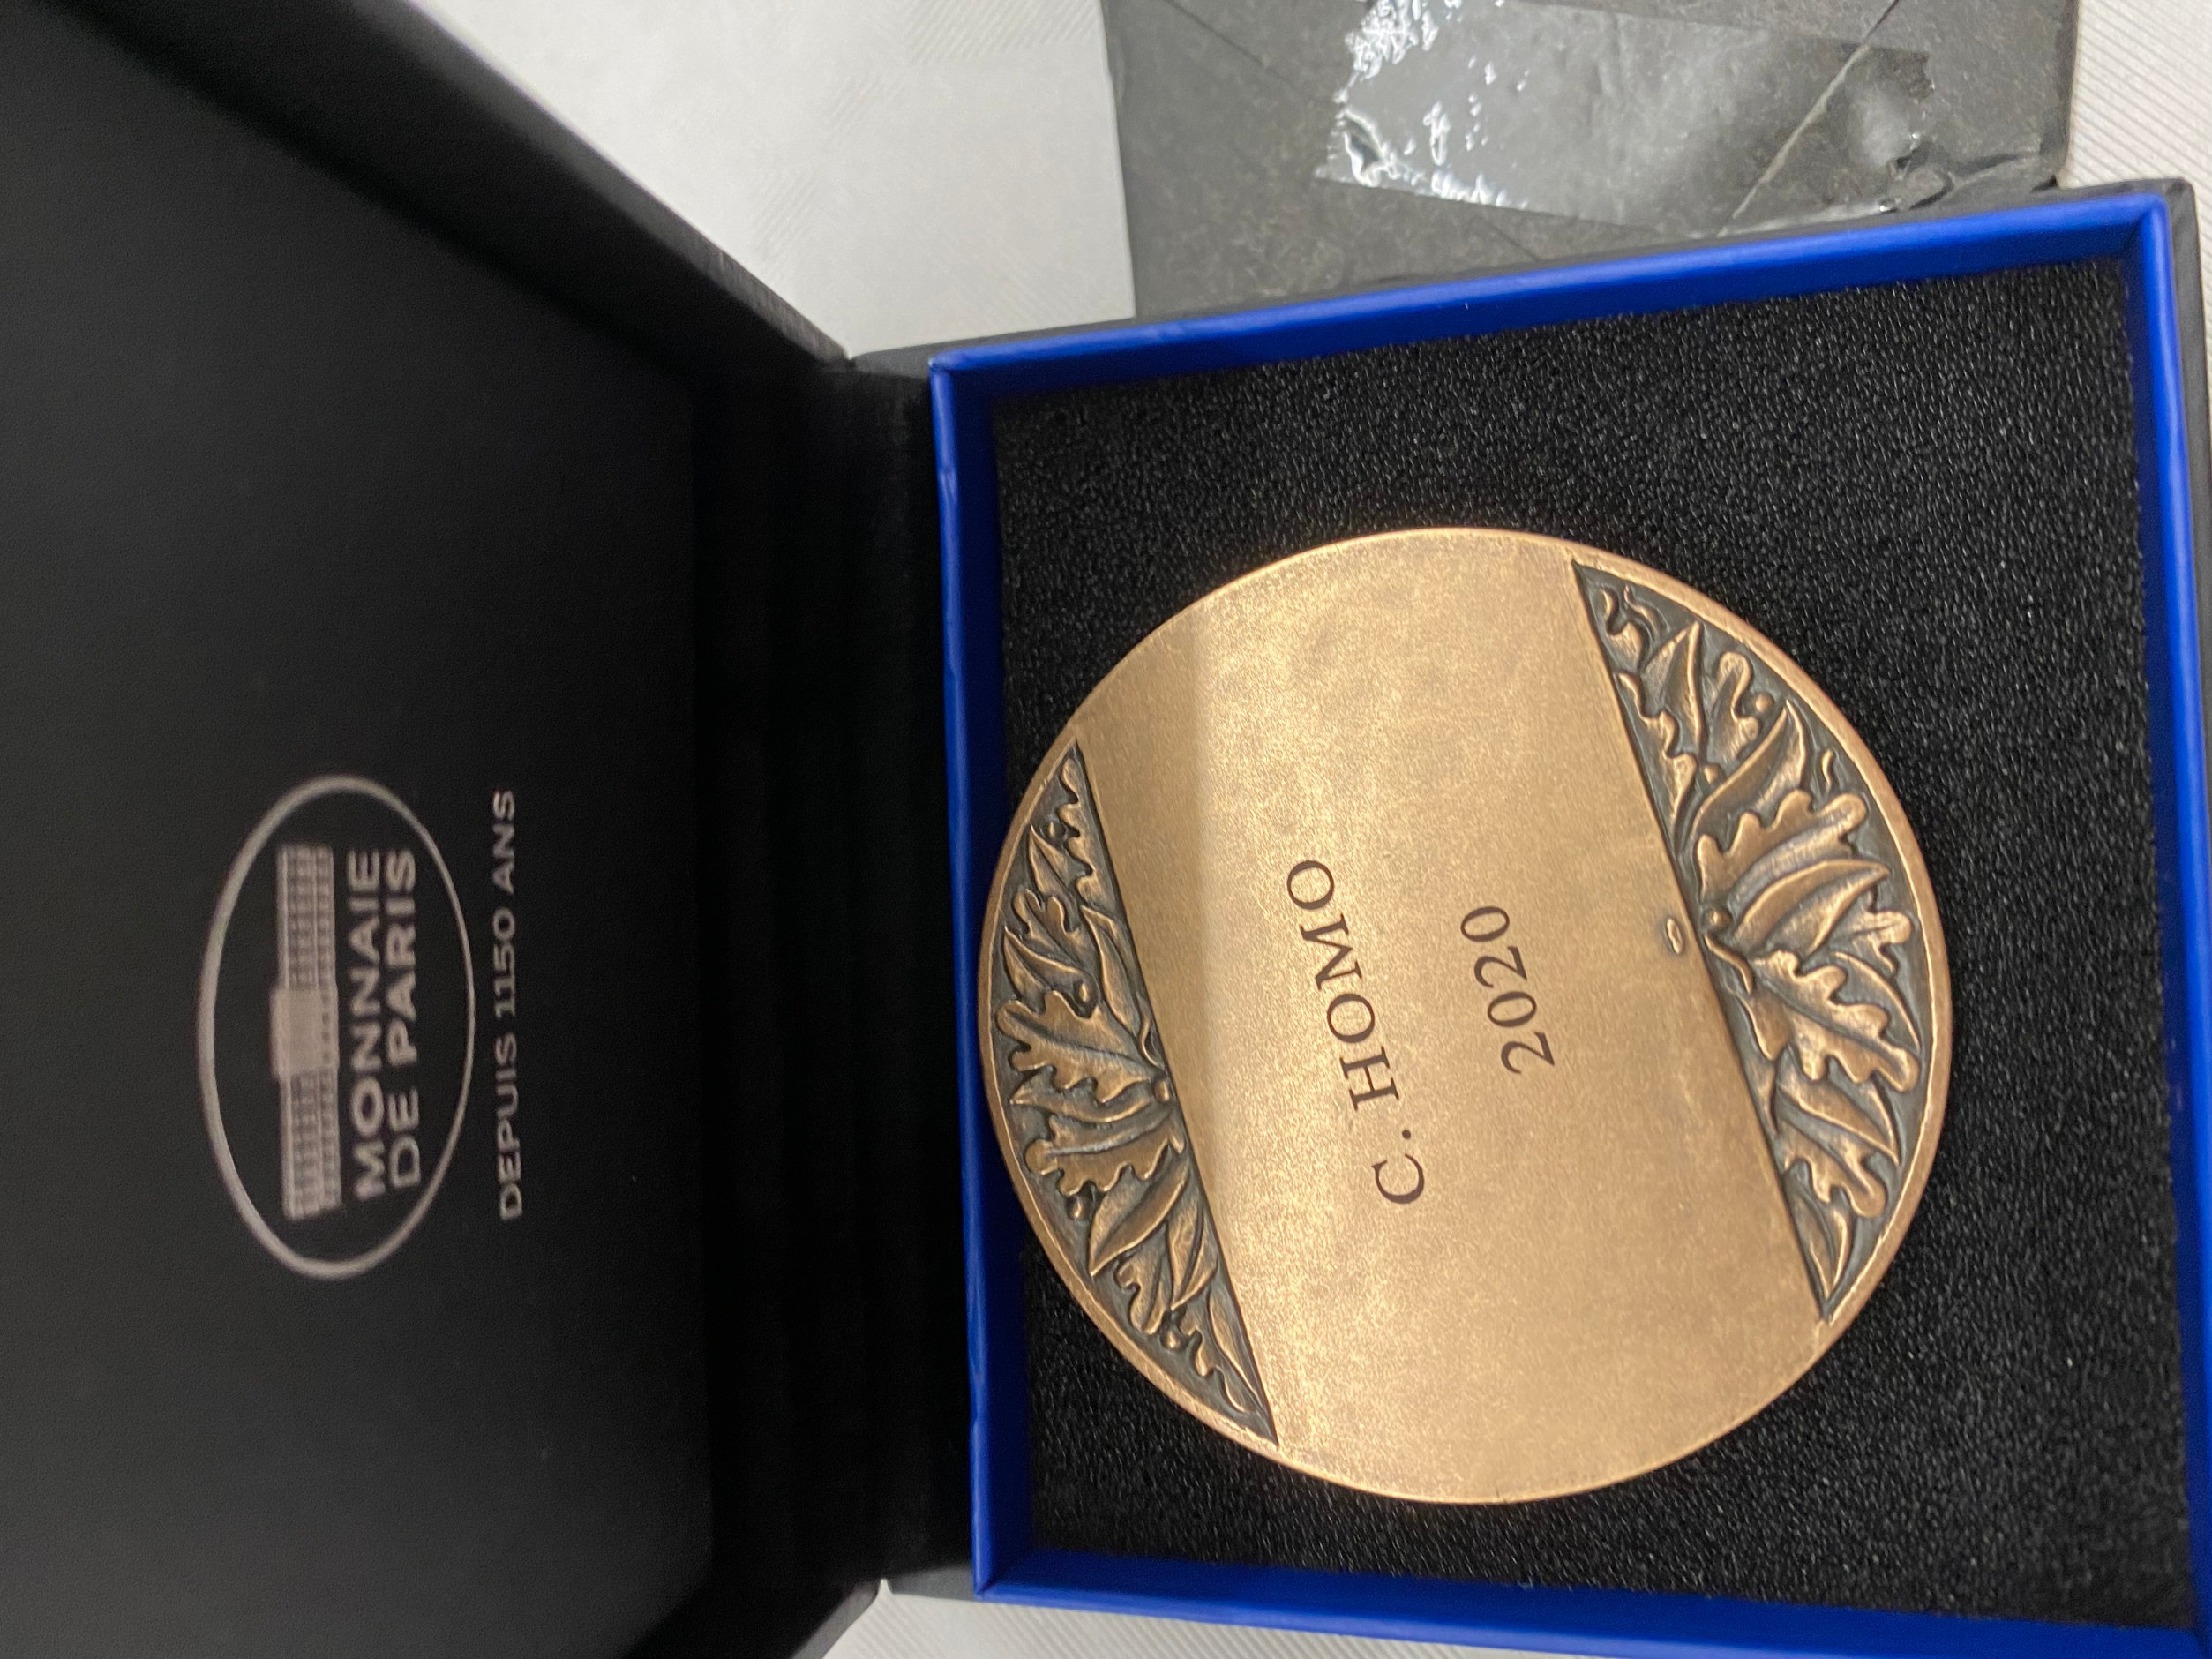 MONNAIE
DE PARIS
DEPUIS 1150 ANS
C. HOMO
2020